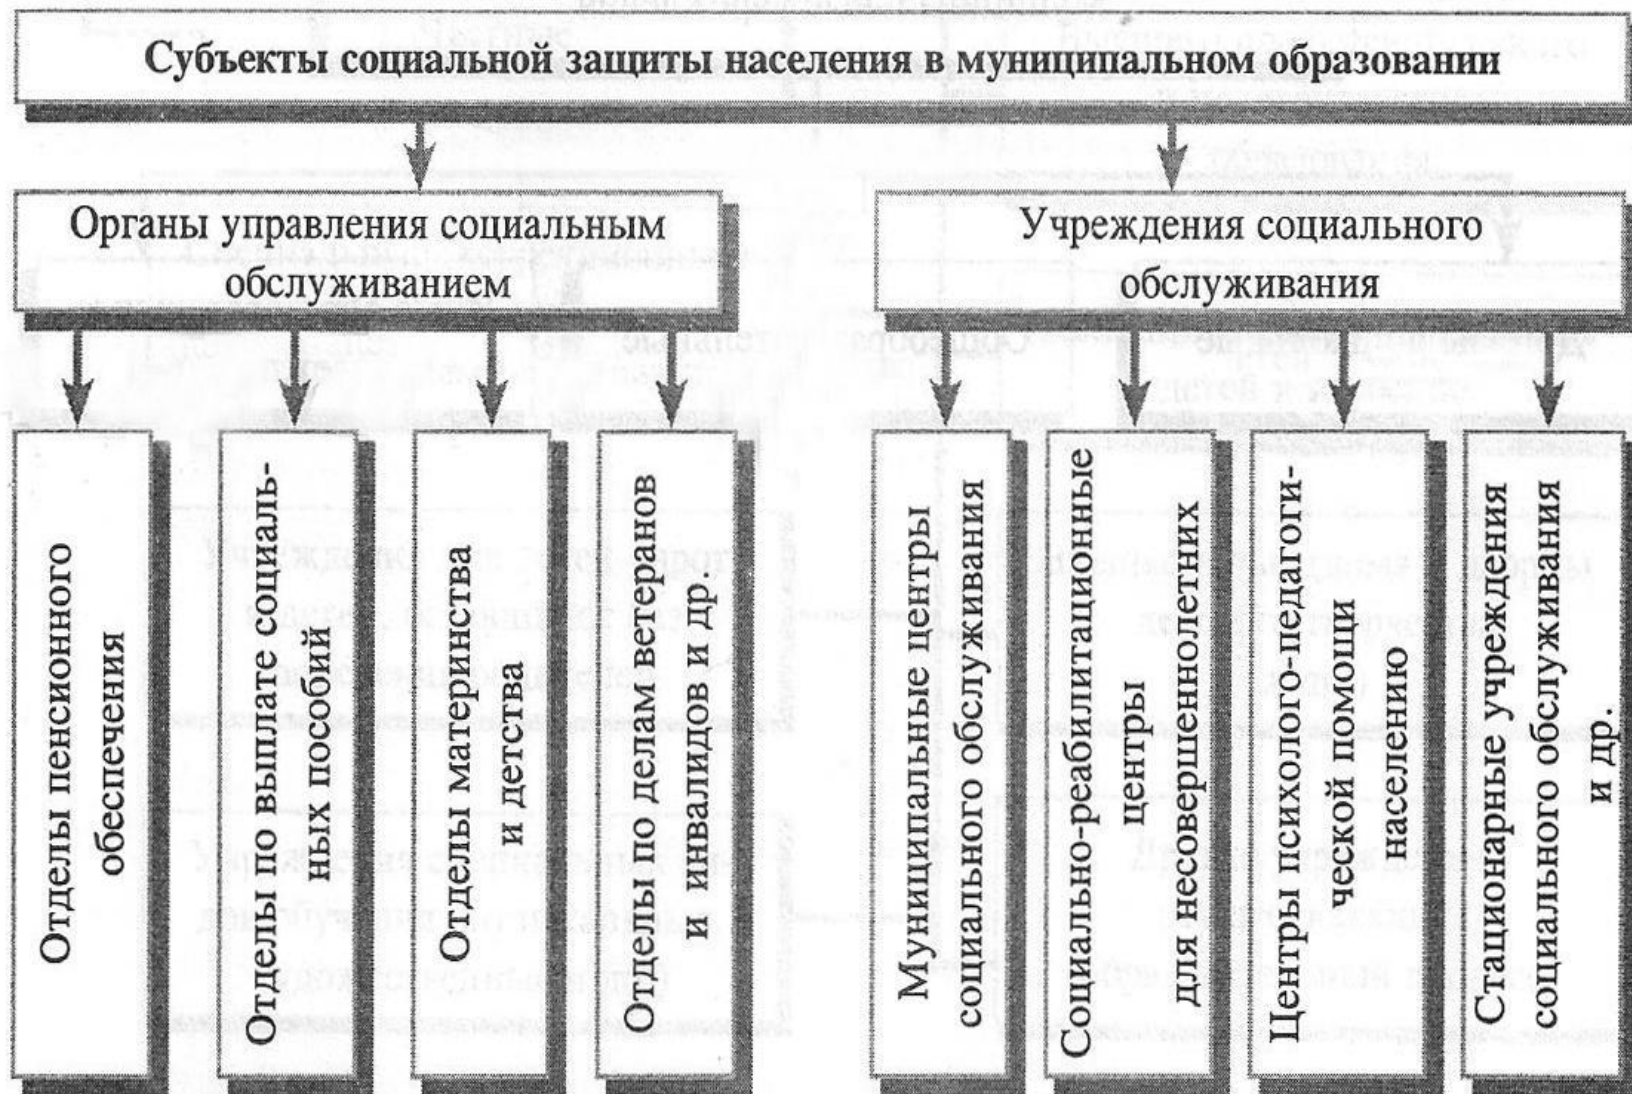 Субъекты социальной защиты населения в муниципальном образовании
Органы управления социальным
обслуживанием
Учреждения социального
обслуживания
Отделы пенсионного
обеспечения
Отделы по выплате социаль-
ных пособий
Отделы материнства
и детства
Отделы по делам ветеранов
и инвалидов и др.
Муниципальные центры
социального обслуживания
Социально-реабилитационные
центры
для несовершеннолетних
Центры психолого-педагоги-
ческой помощи
населению
Стационарные учреждения
социального обслуживания
и др.